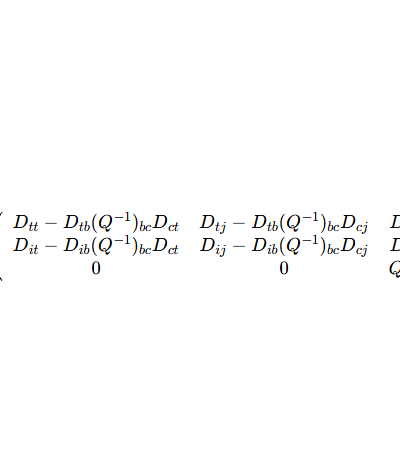 D_{tt} − D_{tb}(Q^{−1})_{bc}D_{ct} D_{tj} − D_{tb}(Q^{−1})_{bc}D_{cj}
D_{it} − D_{ib}(Q^{−1})_{bc}D_{ct} D_{ij} − D_{ib}(Q^{−1})_{bc}D_{cj}
0 0